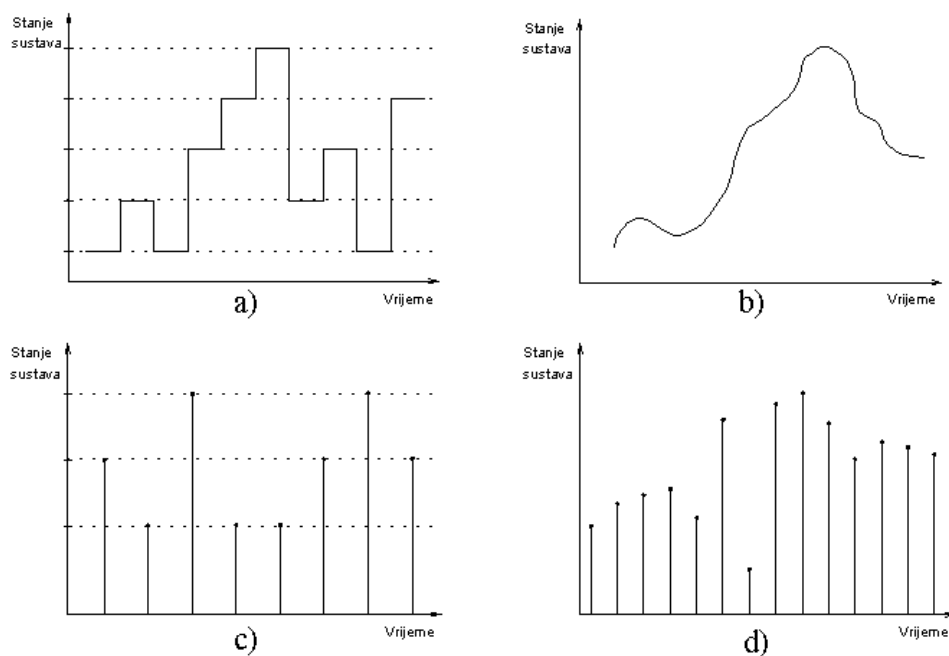 Stanje
sustava
Vrijeme
a)
Stanje
sustava
Vrijeme
b)
Stanje
sustava
Vrijeme
c)
Stanje
sustava
Vrijeme
d)